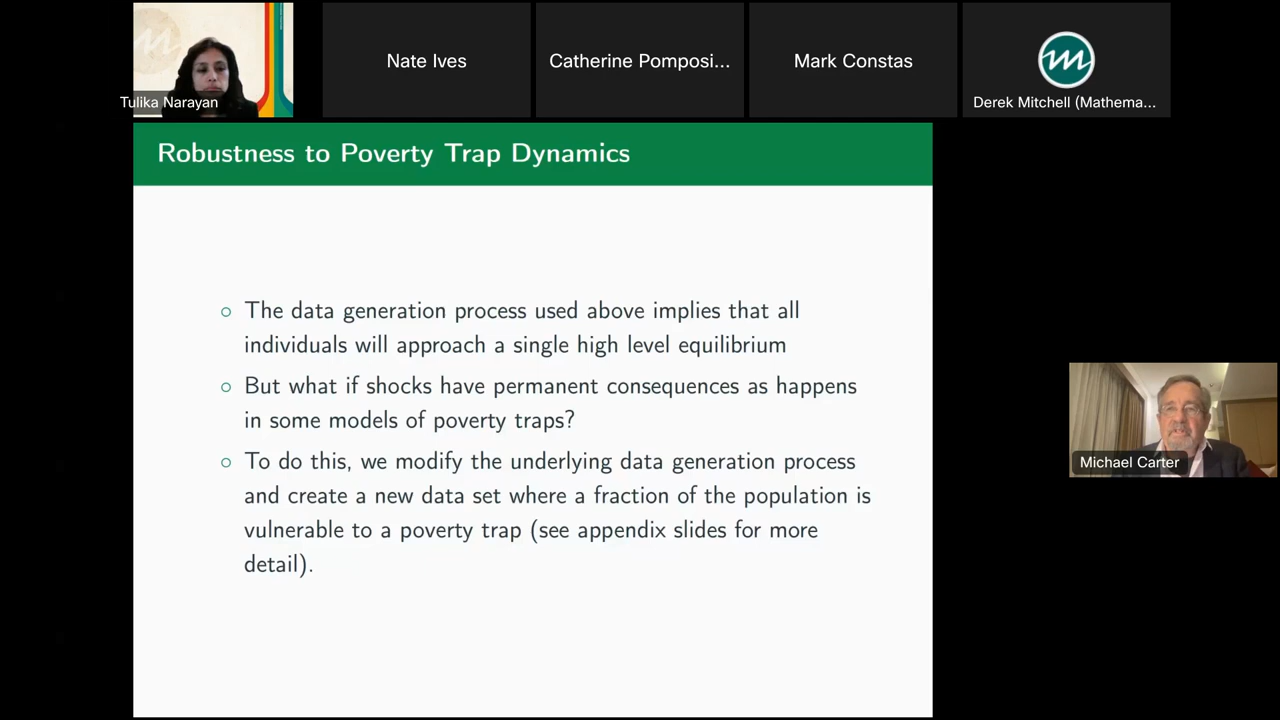 Tulika Narayan
Nate Ives
Catherine Pomposi...
Mark Constas
Derek Mitchell (Mathema...
Robustness to Poverty Trap Dynamics
The data generation process used above implies that all
individuals will approach a single high level equilibrium
But what if shocks have permanent consequences as happens
in some models of poverty traps?
To do this, we modify the underlying data generation process
and create a new data set where a fraction of the population is
vulnerable to a poverty trap (see appendix slides for more
detail).
Michael Carter